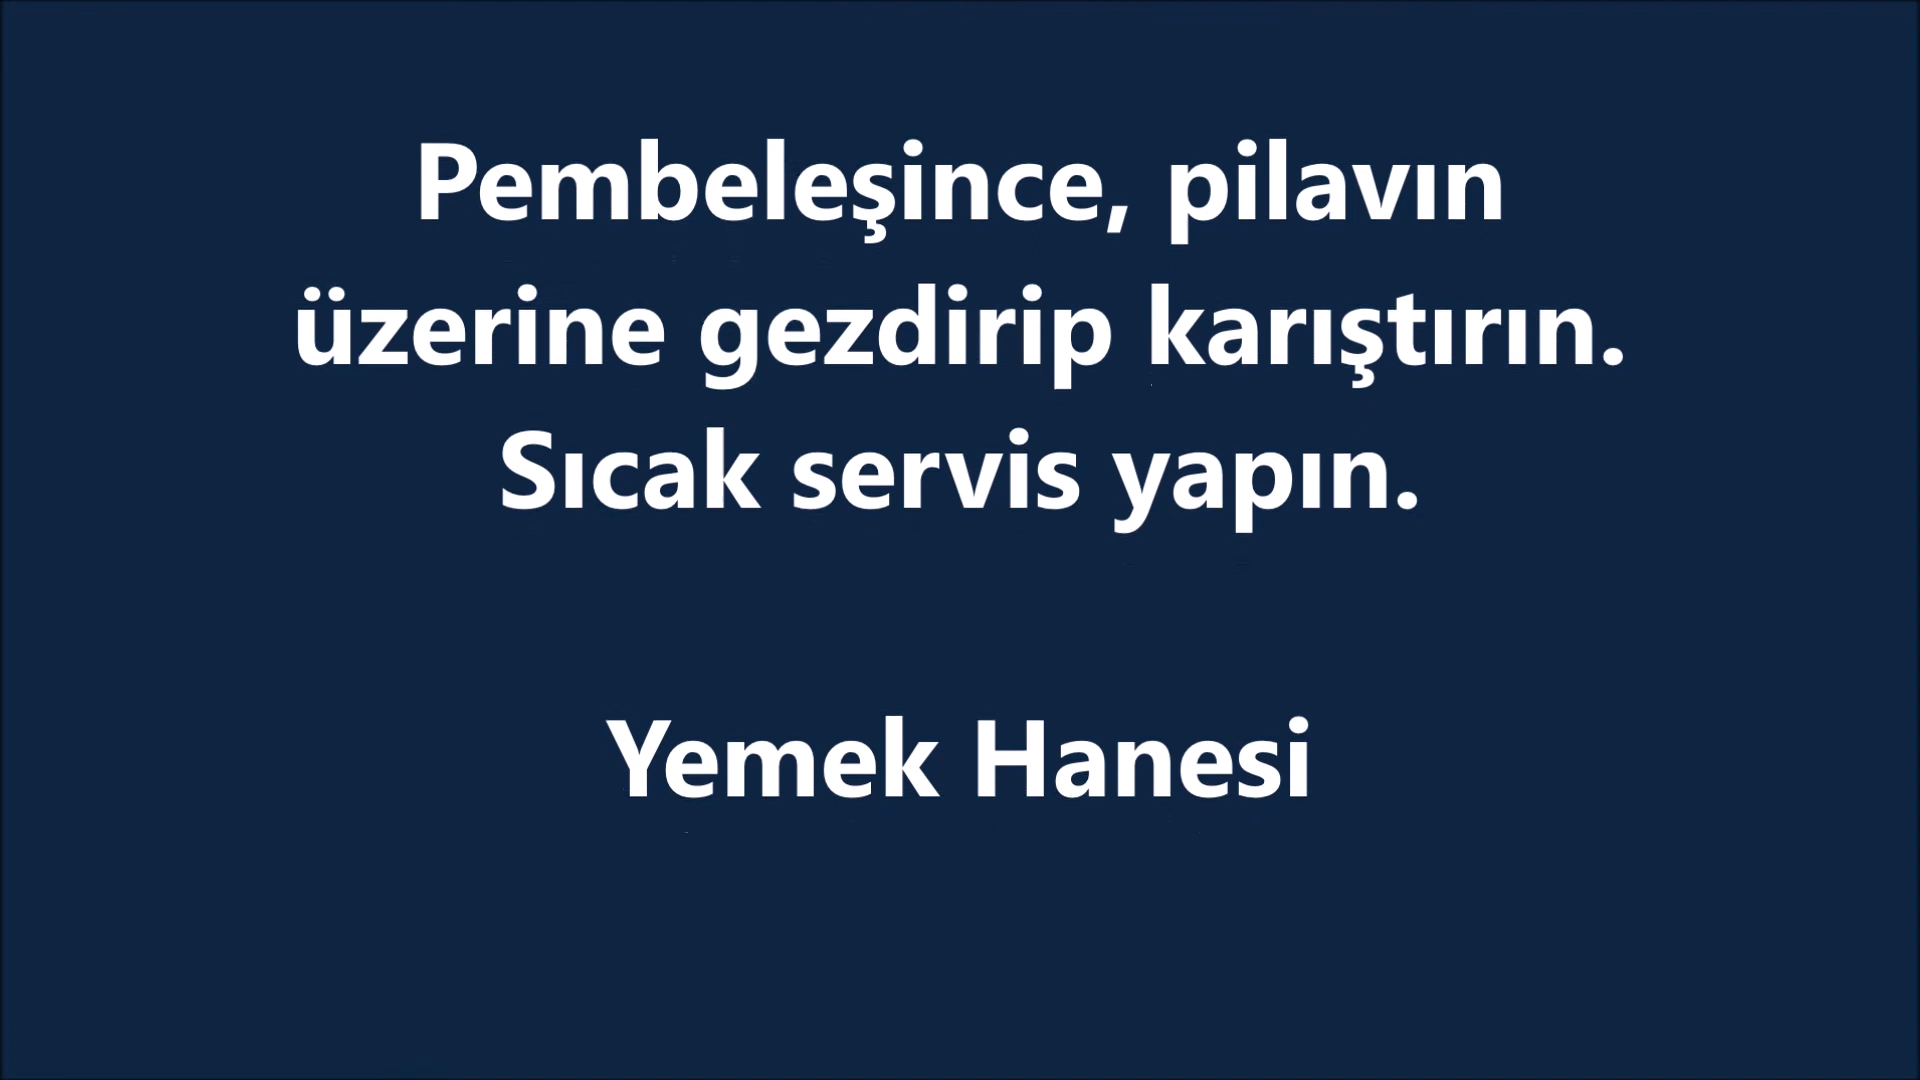 Pembeleşince, pilavın
üzerine gezdirip karıştırın.
Sıcak servis yapın.
Yemek Hanesi